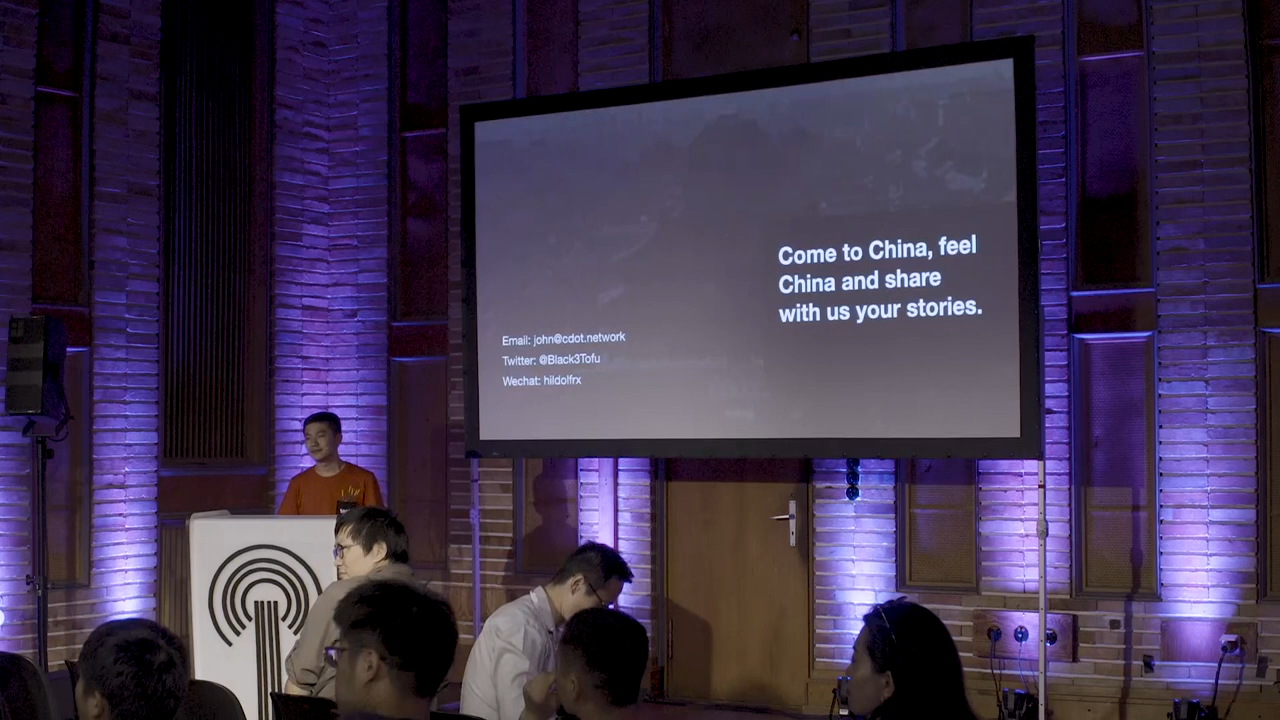 Come to China, feel
China and share
with us your stories.
Email: john@cdot.network
Twitter: @Black3Tofu
Wechat: hildolfrx